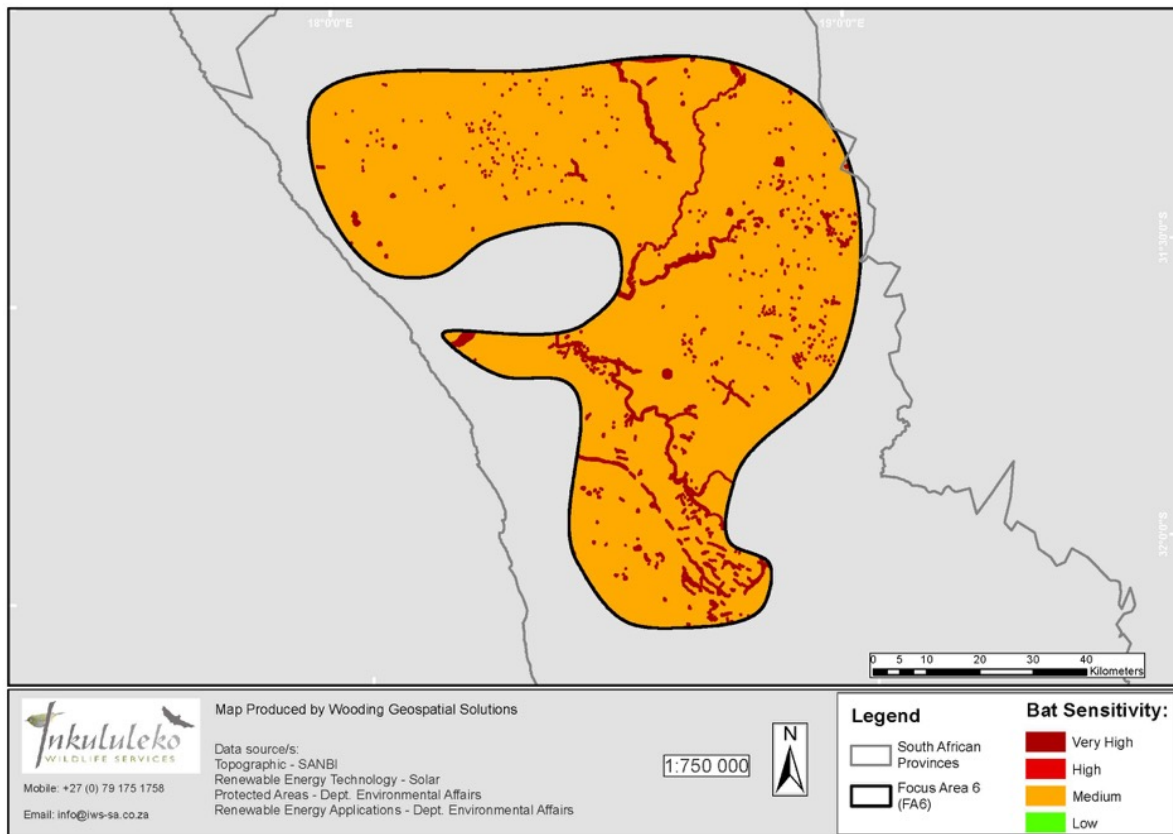 18°0'0"E
19°0'0"E
31°30'0"S
32°0'0"S
0 5 10 20 30 40
Kilometers
Inkululeko
WILDLIFE SERVICES
Mobile: +27 (0) 79 175 1758
Email: info@iws-sa.co.za
Map Produced by Wooding Geospatial Solutions
Data source/s:
Topographic - SANBI
Renewable Energy Technology - Solar
Protected Areas - Dept. Environmental Affairs
Renewable Energy Applications - Dept. Environmental Affairs
1:750 000
N
Legend
South African
Provinces
Focus Area 6
(FA6)
Bat Sensitivity:
Very High
High
Medium
Low